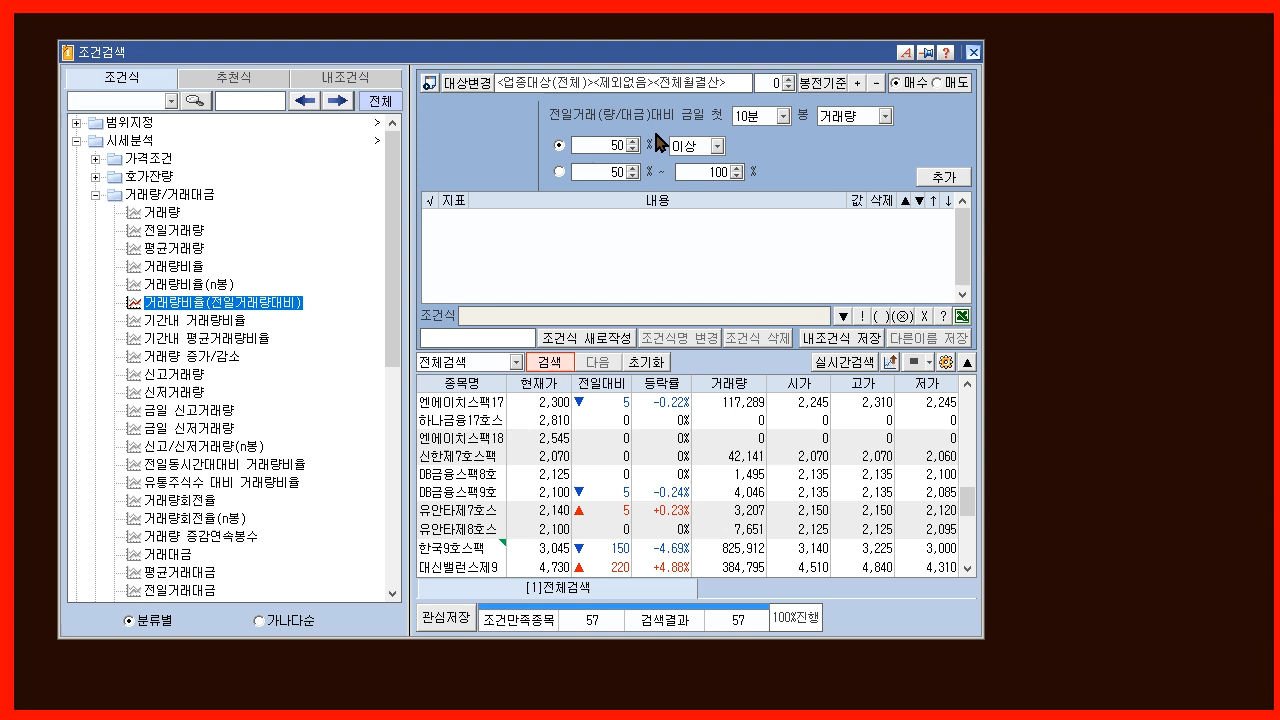 조건검색
조건식 추천식 내조건식
전체
범위지정 >
시세분석 >
가격조건
호가잔량
거래량/거래대금
거래량
전일거래량
평균거래량
거래량비율
거래량비율(n봉)
거래량비율(전일거래량대비)
기간내 거래량비율
기간내 평균거래량비율
거래량 증가/감소
신고거래량
신저거래량
금일 신고거래량
금일 신저거래량
신고/신저거래량(n봉)
전일동시간대대비 거래량비율
유통주식수 대비 거래량비율
거래량회전율
거래량회전율(n봉)
거래량 증감연속봉수
거래대금
평균거래대금
전일거래대금
분류별 가나다순
대상변경 <업종대상(전체)><제외없음><전체월결산> 0 봉전기준 + - 매수 매도
전일거래(량/대금)대비 금일 첫 10분 봉 거래량
50 % 이상
50 % ~ 100 %
추가
√ 지표 내용 값 삭제 ▲ ▼ ↑ ↓
조건식 ▼ ! ( ) (ⓧ) X ?
조건식 새로작성 조건식명 변경 조건식 삭제 내조건식 저장 다른이름 저장
전체검색 검색 다음 초기화 실시간검색 ▲
종목명 현재가 전일대비 등락률 거래량 시가 고가 저가
엔에이치스팩17 2,300 ▼ 5 -0.22% 117,289 2,245 2,310 2,245
하나금융17호스 2,810 0 0% 0 0 0 0
엔에이치스팩18 2,545 0 0% 0 0 0 0
신한제7호스팩 2,070 0 0% 42,141 2,070 2,070 2,060
DB금융스팩8호 2,125 0 0% 1,495 2,135 2,135 2,100
DB금융스팩9호 2,100 ▼ 5 -0.24% 4,046 2,135 2,135 2,085
유안타제7호스 2,140 ▲ 5 +0.23% 3,207 2,150 2,150 2,120
유안타제8호스 2,100 0 0% 7,651 2,125 2,125 2,095
한국9호스팩 3,045 ▼ 150 -4.69% 825,912 3,140 3,225 3,000
대신밸런스제9 4,730 ▲ 220 +4.88% 384,795 4,510 4,840 4,310
[1]전체검색
관심저장 조건만족종목 57 검색결과 57 100%진행